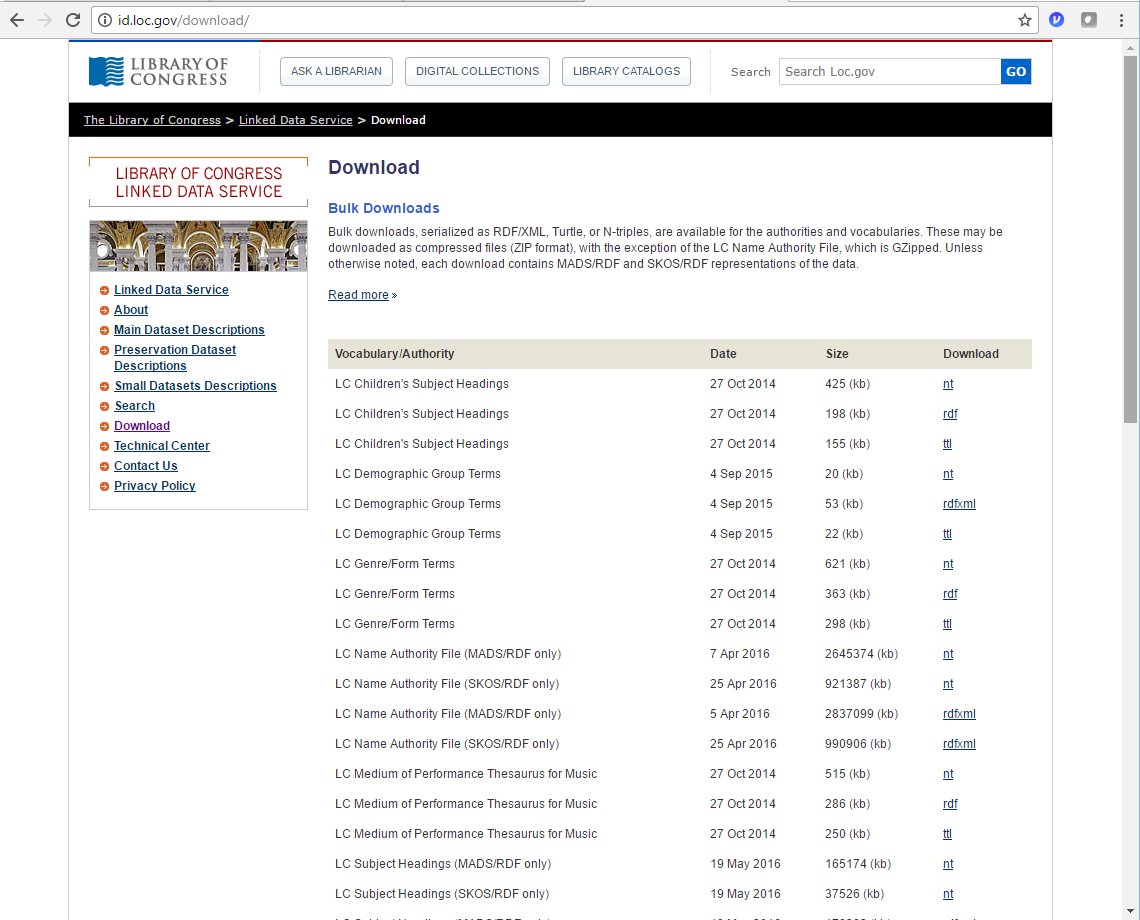 id.loc.gov/download/
LIBRARY OF
CONGRESS
ASK A LIBRARIAN
DIGITAL COLLECTIONS
LIBRARY CATALOGS
Search
Search Loc.gov
GO
The Library of Congress > Linked Data Service > Download
LIBRARY OF CONGRESS
LINKED DATA SERVICE
Linked Data Service
About
Main Dataset Descriptions
Preservation Dataset
Descriptions
Small Datasets Descriptions
Search
Download
Technical Center
Contact Us
Privacy Policy
Download
Bulk Downloads
Bulk downloads, serialized as RDF/XML, Turtle, or N-triples, are available for the authorities and vocabularies. These may be
downloaded as compressed files (ZIP format), with the exception of the LC Name Authority File, which is GZipped. Unless
otherwise noted, each download contains MADS/RDF and SKOS/RDF representations of the data.
Read more »
Vocabulary/Authority Date Size Download
LC Children's Subject Headings 27 Oct 2014 425 (kb) nt
LC Children's Subject Headings 27 Oct 2014 198 (kb) rdf
LC Children's Subject Headings 27 Oct 2014 155 (kb) ttl
LC Demographic Group Terms 4 Sep 2015 20 (kb) nt
LC Demographic Group Terms 4 Sep 2015 53 (kb) rdfxml
LC Demographic Group Terms 4 Sep 2015 22 (kb) ttl
LC Genre/Form Terms 27 Oct 2014 621 (kb) nt
LC Genre/Form Terms 27 Oct 2014 363 (kb) rdf
LC Genre/Form Terms 27 Oct 2014 298 (kb) ttl
LC Name Authority File (MADS/RDF only) 7 Apr 2016 2645374 (kb) nt
LC Name Authority File (SKOS/RDF only) 25 Apr 2016 921387 (kb) nt
LC Name Authority File (MADS/RDF only) 5 Apr 2016 2837099 (kb) rdfxml
LC Name Authority File (SKOS/RDF only) 25 Apr 2016 990906 (kb) rdfxml
LC Medium of Performance Thesaurus for Music 27 Oct 2014 515 (kb) nt
LC Medium of Performance Thesaurus for Music 27 Oct 2014 286 (kb) rdf
LC Medium of Performance Thesaurus for Music 27 Oct 2014 250 (kb) ttl
LC Subject Headings (MADS/RDF only) 19 May 2016 165174 (kb) nt
LC Subject Headings (SKOS/RDF only) 19 May 2016 37526 (kb) nt